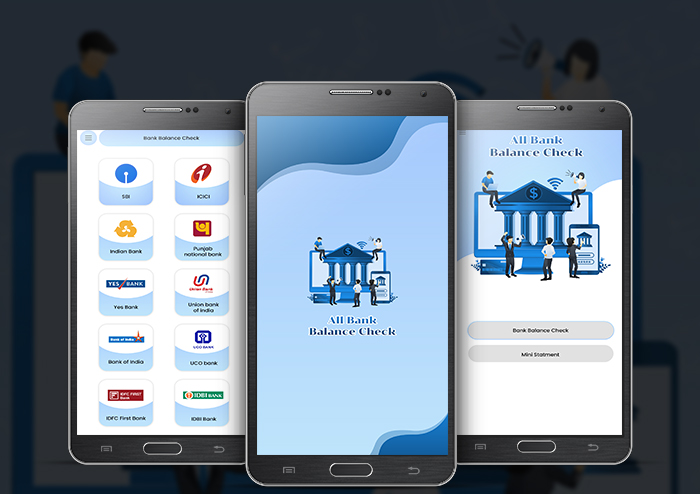 Bank Balance Check
SBI
ICICI
Indian Bank
Punjab
national bank
YES BANK
Yes Bank
Union Bank
Union bank
of india
Bank of India
Bank of India
UCO BANK
UCO bank
IDFC FIRST
Bank
IDFC First Bank
IDBI BANK
IDBI Bank
$
All Bank
Balance Check
All Bank
Balance Check
$
Bank Balance Check
Mini Statment